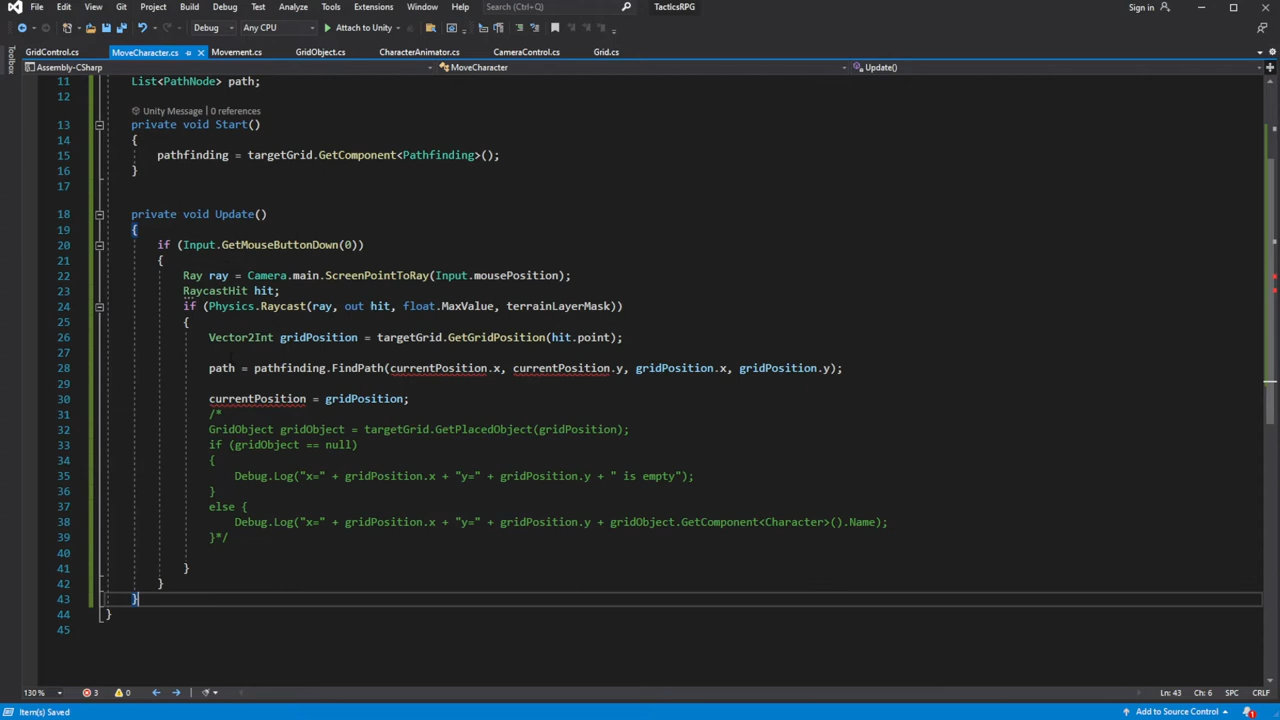 File Edit View Git Project Build Debug Test Analyze Tools Extensions Window Help Search (Ctrl+Q) TacticsRPG Sign in
Debug Any CPU Attach to Unity
GridControl.cs MoveCharacter.cs Movement.cs GridObject.cs CharacterAnimator.cs CameraControl.cs Grid.cs
Toolbox
Assembly-CSharp MoveCharacter Update()
11 List<PathNode> path;
12
Unity Message | 0 references
13 private void Start()
14 {
15 pathfinding = targetGrid.GetComponent<Pathfinding>();
16 }
17
18 private void Update()
19 {
20 if (Input.GetMouseButtonDown(0))
21 {
22 Ray ray = Camera.main.ScreenPointToRay(Input.mousePosition);
23 RaycastHit hit;
24 if (Physics.Raycast(ray, out hit, float.MaxValue, terrainLayerMask))
25 {
26 Vector2Int gridPosition = targetGrid.GetGridPosition(hit.point);
27
28 path = pathfinding.FindPath(currentPosition.x, currentPosition.y, gridPosition.x, gridPosition.y);
29
30 currentPosition = gridPosition;
31 /*
32 GridObject gridObject = targetGrid.GetPlacedObject(gridPosition);
33 if (gridObject == null)
34 {
35 Debug.Log("x=" + gridPosition.x + "y=" + gridPosition.y + " is empty");
36 }
37 else {
38 Debug.Log("x=" + gridPosition.x + "y=" + gridPosition.y + gridObject.GetComponent<Character>().Name);
39 }*/
40
41 }
42 }
43 }
44 }
45
130 % 3 0 Ln: 43 Ch: 6 SPC CRLF
Item(s) Saved Add to Source Control 1